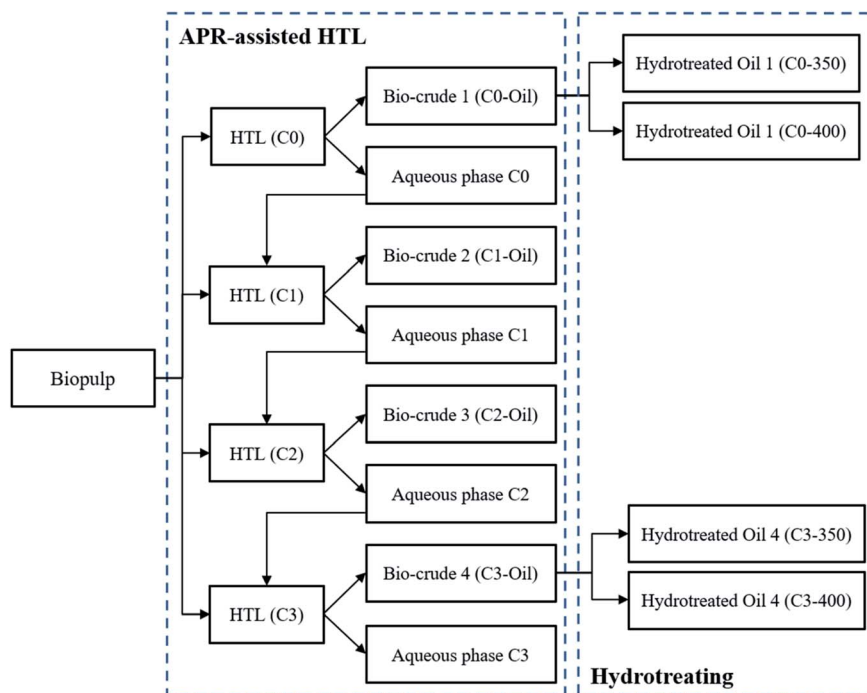 APR-assisted HTL
Hydrotreated Oil 1 (C0-350)
Bio-crude 1 (C0-Oil)
Hydrotreated Oil 1 (C0-400)
HTL (C0)
Aqueous phase C0
Bio-crude 2 (C1-Oil)
HTL (C1)
Aqueous phase C1
Biopulp
Bio-crude 3 (C2-Oil)
HTL (C2)
Aqueous phase C2
Hydrotreated Oil 4 (C3-350)
Bio-crude 4 (C3-Oil)
Hydrotreated Oil 4 (C3-400)
HTL (C3)
Aqueous phase C3
Hydrotreating